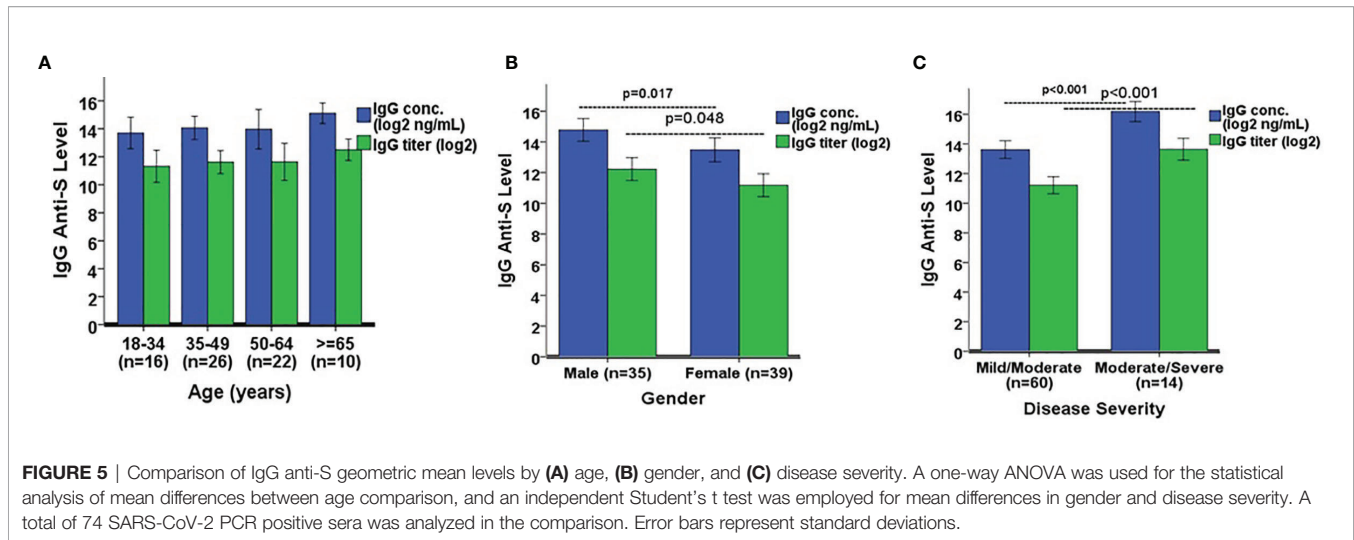 A
IgG Anti-S Level
16
14
12
10
8
6
4
2
0
IgG conc.
(log2 ng/mL)
IgG titer (log2)
18-34 35-49 50-64 >=65
(n=16) (n=26) (n=22) (n=10)
Age (years)
B
IgG Anti-S Level
16
14
12
10
8
6
4
2
0
p=0.017
p=0.048
IgG conc.
(log2 ng/mL)
IgG titer (log2)
Male (n=35) Female (n=39)
Gender
C
IgG Anti-S Level
16
14
12
10
8
6
4
2
0
p<0.001
p<0.001
IgG conc.
(log2 ng/mL)
IgG titer (log2)
Mild/Moderate Moderate/Severe
(n=60) (n=14)
Disease Severity
FIGURE 5 | Comparison of IgG anti-S geometric mean levels by (A) age, (B) gender, and (C) disease severity. A one-way ANOVA was used for the statistical
analysis of mean differences between age comparison, and an independent Student's t test was employed for mean differences in gender and disease severity. A
total of 74 SARS-CoV-2 PCR positive sera was analyzed in the comparison. Error bars represent standard deviations.